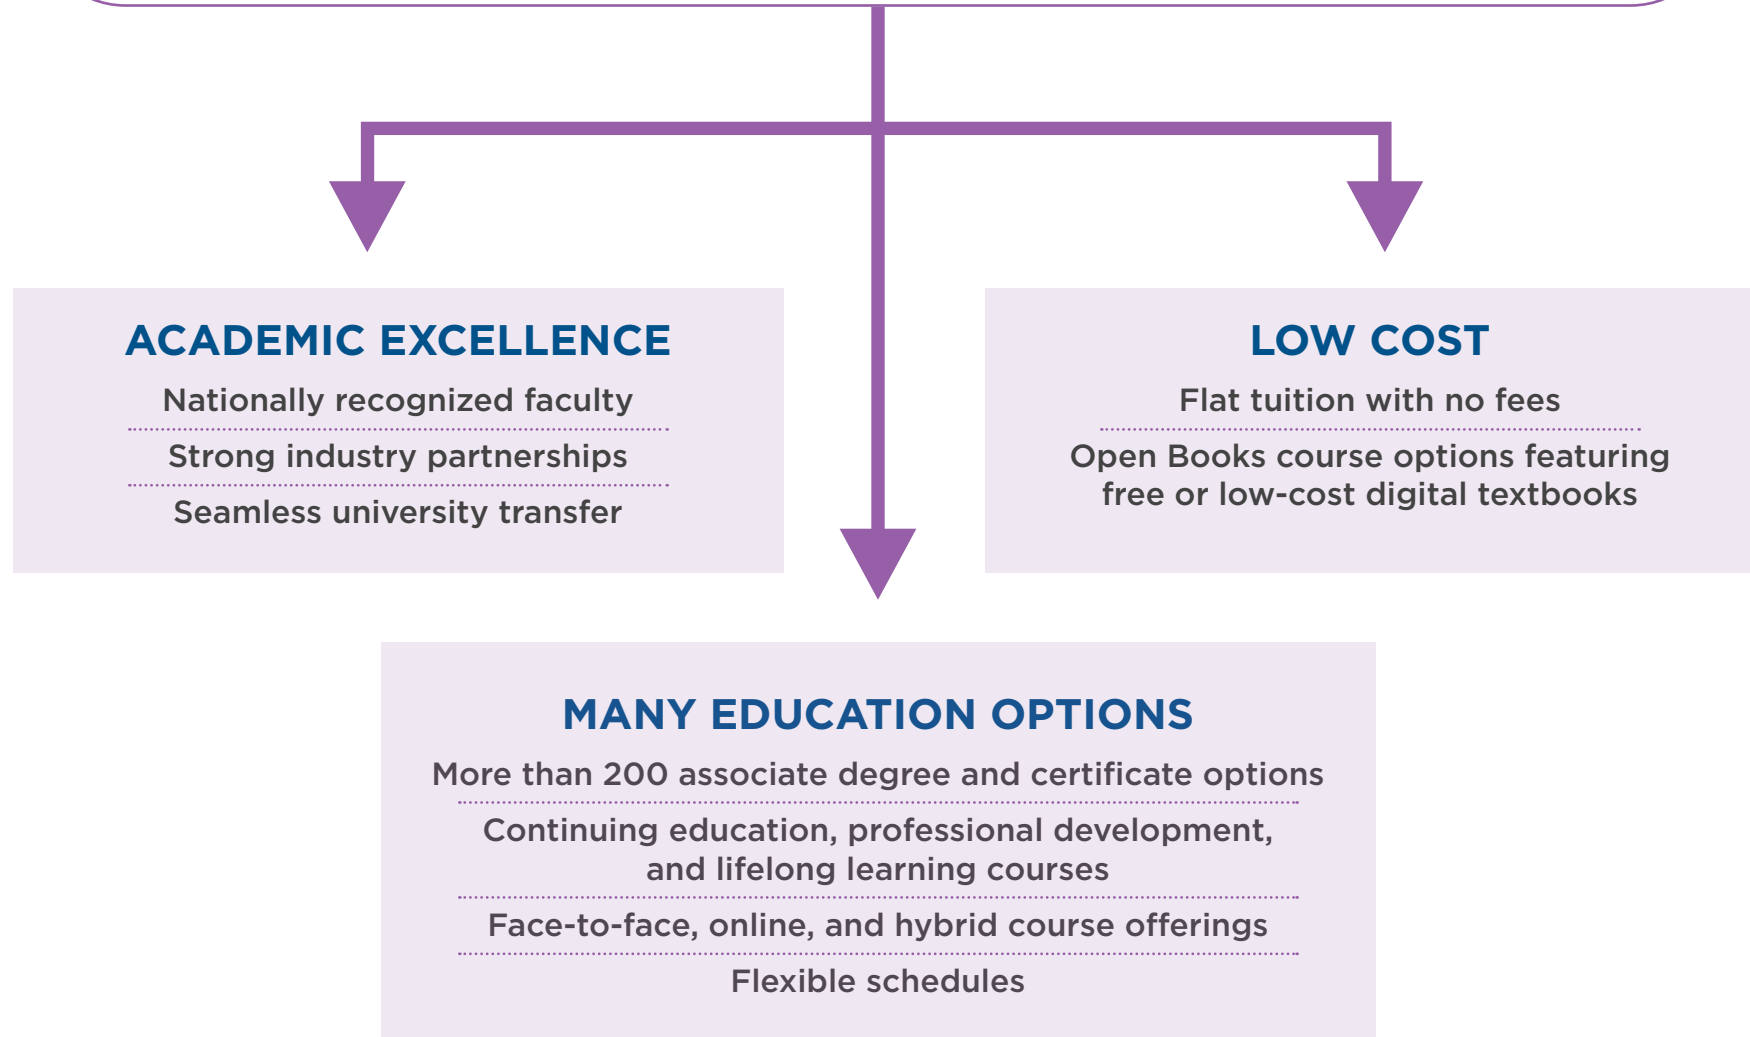 ACADEMIC EXCELLENCE
Nationally recognized faculty
Strong industry partnerships
Seamless university transfer
LOW COST
Flat tuition with no fees
Open Books course options featuring
free or low-cost digital textbooks
MANY EDUCATION OPTIONS
More than 200 associate degree and certificate options
Continuing education, professional development,
and lifelong learning courses
Face-to-face, online, and hybrid course offerings
Flexible schedules